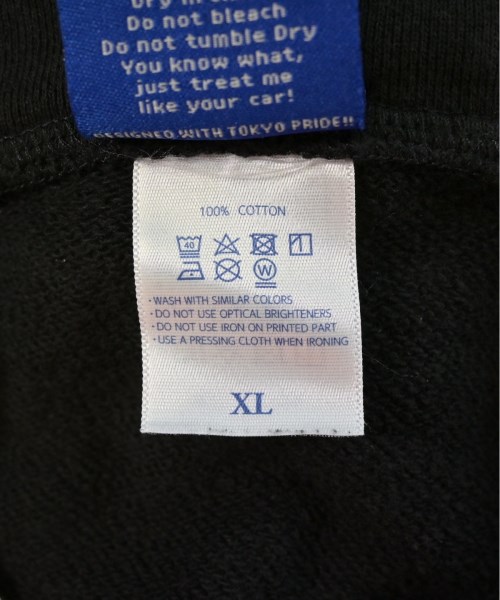 Do not bleach
Do not tumble Dry
You know what,
just treat me
like your car!
DESIGNED WITH TOKYO PRIDE!!
100% COTTON
40
W
・WASH WITH SIMILAR COLORS
・DO NOT USE OPTICAL BRIGHTENERS
・DO NOT USE IRON ON PRINTED PART
・USE A PRESSING CLOTH WHEN IRONING
XL